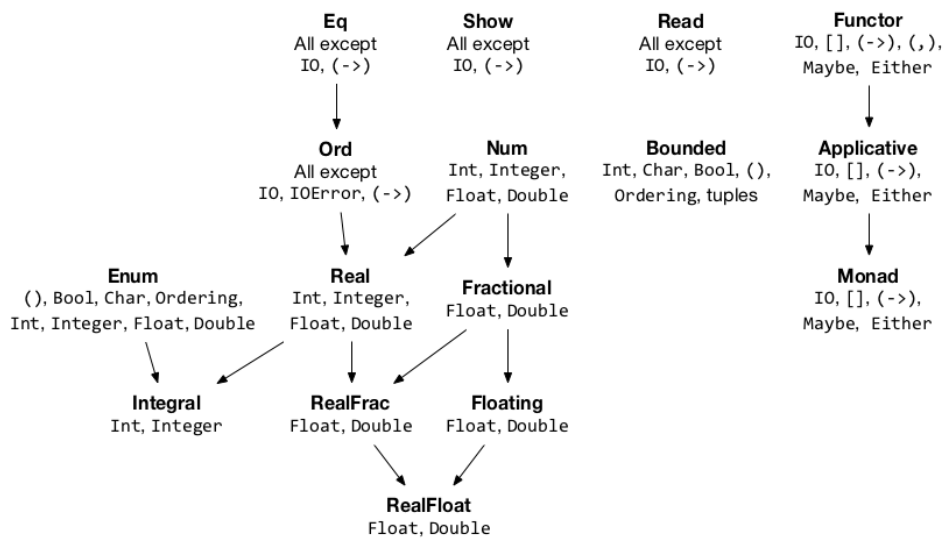 Eq
All except
IO, (->)
Show
All except
IO, (->)
Read
All except
IO, (->)
Functor
IO, [], (->), (,),
Maybe, Either
Ord
All except
IO, IOError, (->)
Num
Int, Integer,
Float, Double
Bounded
Int, Char, Bool, (),
Ordering, tuples
Applicative
IO, [], (->),
Maybe, Either
Enum
(), Bool, Char, Ordering,
Int, Integer, Float, Double
Real
Int, Integer,
Float, Double
Fractional
Float, Double
Monad
IO, [], (->),
Maybe, Either
Integral
Int, Integer
RealFrac
Float, Double
Floating
Float, Double
RealFloat
Float, Double